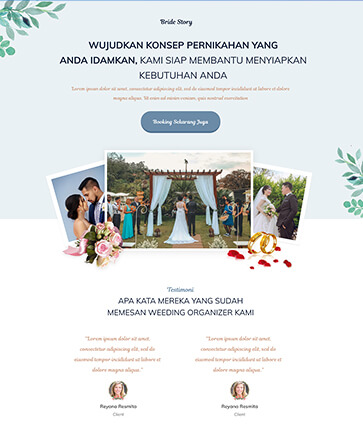 Bride Story
WUJUDKAN KONSEP PERNIKAHAN YANG
ANDA IDAMKAN, KAMI SIAP MEMBANTU MENYIAPKAN
KEBUTUHAN ANDA
Lorem ipsum dolor sit amet, consectetur adipiscing elit, sed do eiusmod tempor incididunt ut labore et dolore
magna aliqua. Ut enim ad minim veniam, quis nostrud exercitation
Booking Sekarang Juga
Testimoni
APA KATA MEREKA YANG SUDAH
MEMESAN WEEDING ORGANIZER KAMI
"Lorem ipsum dolor sit amet,
consectetur adipiscing elit, sed do
eiusmod tempor incididunt ut labore et
dolore magna aliqua."
Rayana Resmita
Client
"Lorem ipsum dolor sit amet,
consectetur adipiscing elit, sed do
eiusmod tempor incididunt ut labore et
dolore magna aliqua."
Rayana Resmita
Client